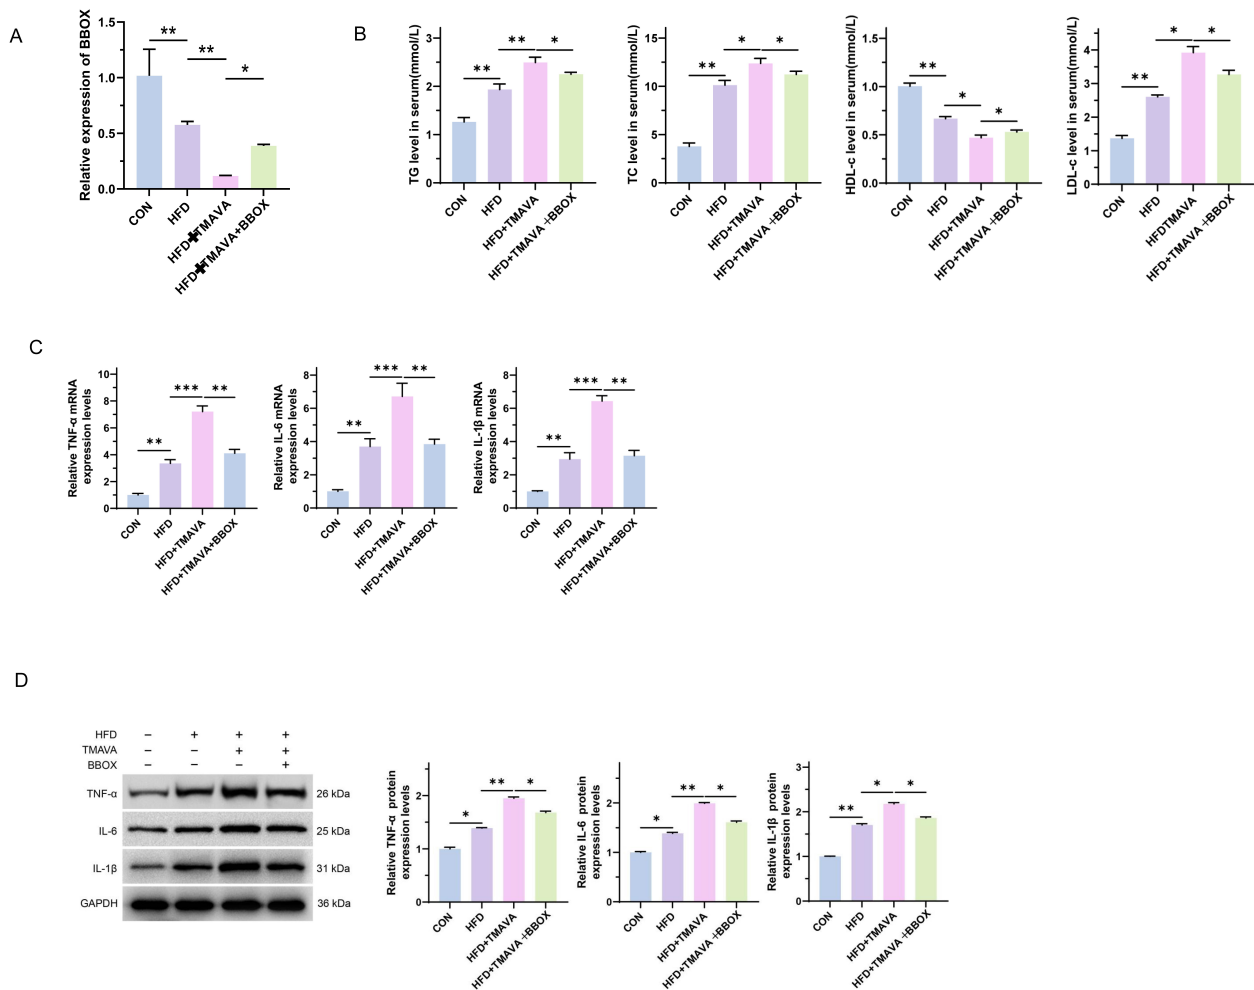 A
Relative expression of BBOX
1.5
1.0
0.5
0.0
**
**
*
CON
HFD
HFD+TMAVA
HFD+TMAVA+BBOX
B
TG level in serum(mmol/L)
3
2
1
0
**
**
*
CON
HFD
HFD+TMAVA
HFD+TMAVA+BBOX
TC level in serum(mmol/L)
15
10
5
0
**
*
*
CON
HFD
HFD+TMAVA
HFD+TMAVA+BBOX
HDL-c level in serum(mmol/L)
1.5
1.0
0.5
0.0
**
*
*
CON
HFD
HFD+TMAVA
HFD+TMAVA+BBOX
LDL-c level in serum(mmol/L)
4
3
2
1
0
**
*
*
CON
HFD
HFDTMAVA
HFD+TMAVA+BBOX
C
Relative TNF-α mRNA
expression levels
10
8
6
4
2
0
**
***
**
CON
HFD
HFD+TMAVA
HFD+TMAVA+BBOX
Relative IL-6 mRNA
expression levels
8
6
4
2
0
**
***
**
CON
HFD
HFD+TMAVA
HFD+TMAVA+BBOX
Relative IL-1β mRNA
expression levels
8
6
4
2
0
**
***
**
CON
HFD
HFD+TMAVA
HFD+TMAVA+BBOX
D
HFD − + + +
TMAVA − − + +
BBOX − − +
TNF-α 26 kDa
IL-6 25 kDa
IL-1β 31 kDa
GAPDH 36 kDa
Relative TNF-α protein
expression levels
2
1
0
*
**
*
CON
HFD
HFD+TMAVA
HFD+TMAVA+BBOX
Relative IL-6 protein
expression levels
2
1
0
*
**
*
CON
HFD
HFD+TMAVA
HFD+TMAVA+BBOX
Relative IL-1β protein
expression levels
3
2
1
0
**
*
*
CON
HFD
HFD+TMAVA
HFD+TMAVA+BBOX